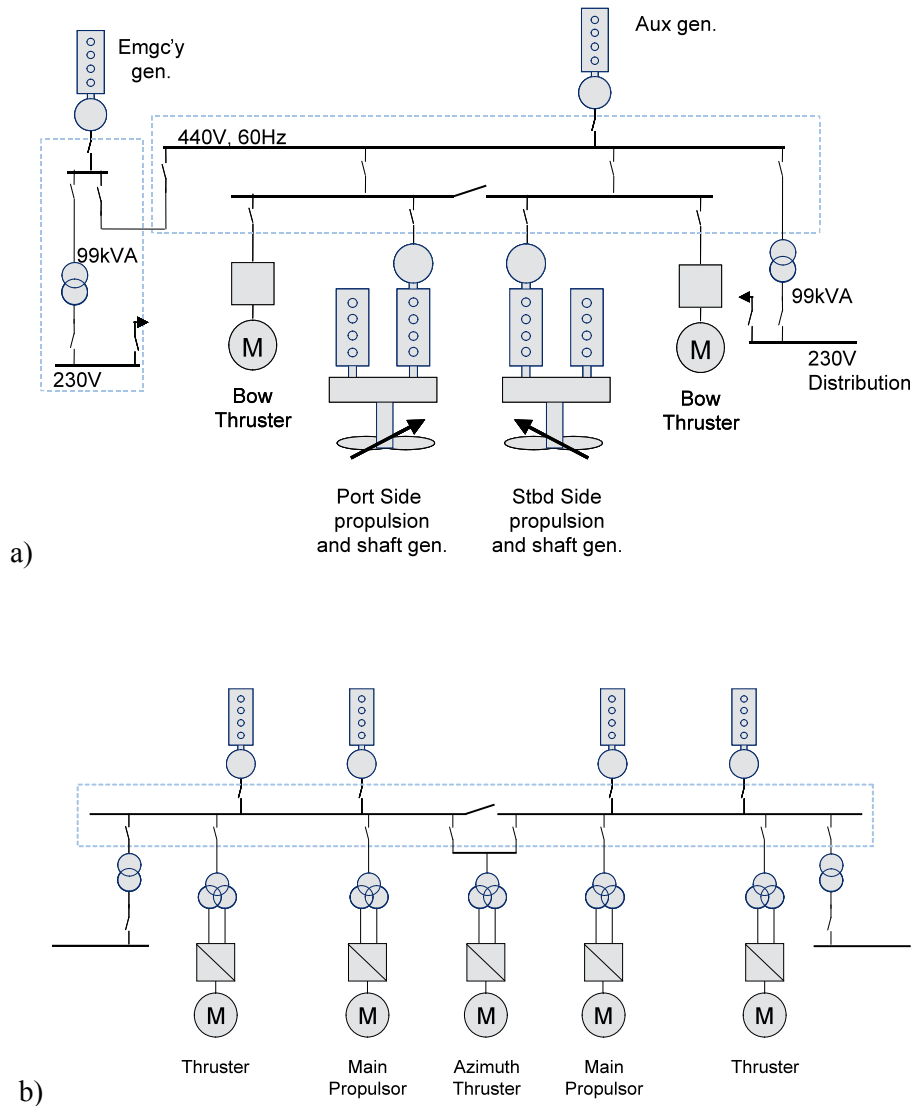 Emgc'y
gen.
Aux gen.
440V, 60Hz
99kVA
230V
M
Bow
Thruster
M
Bow
Thruster
99kVA
230V
Distribution
Port Side
propulsion
and shaft gen.
Stbd Side
propulsion
and shaft gen.
a)
M
M
M
M
M
Thruster
Main
Propulsor
Azimuth
Thruster
Main
Propulsor
Thruster
b)